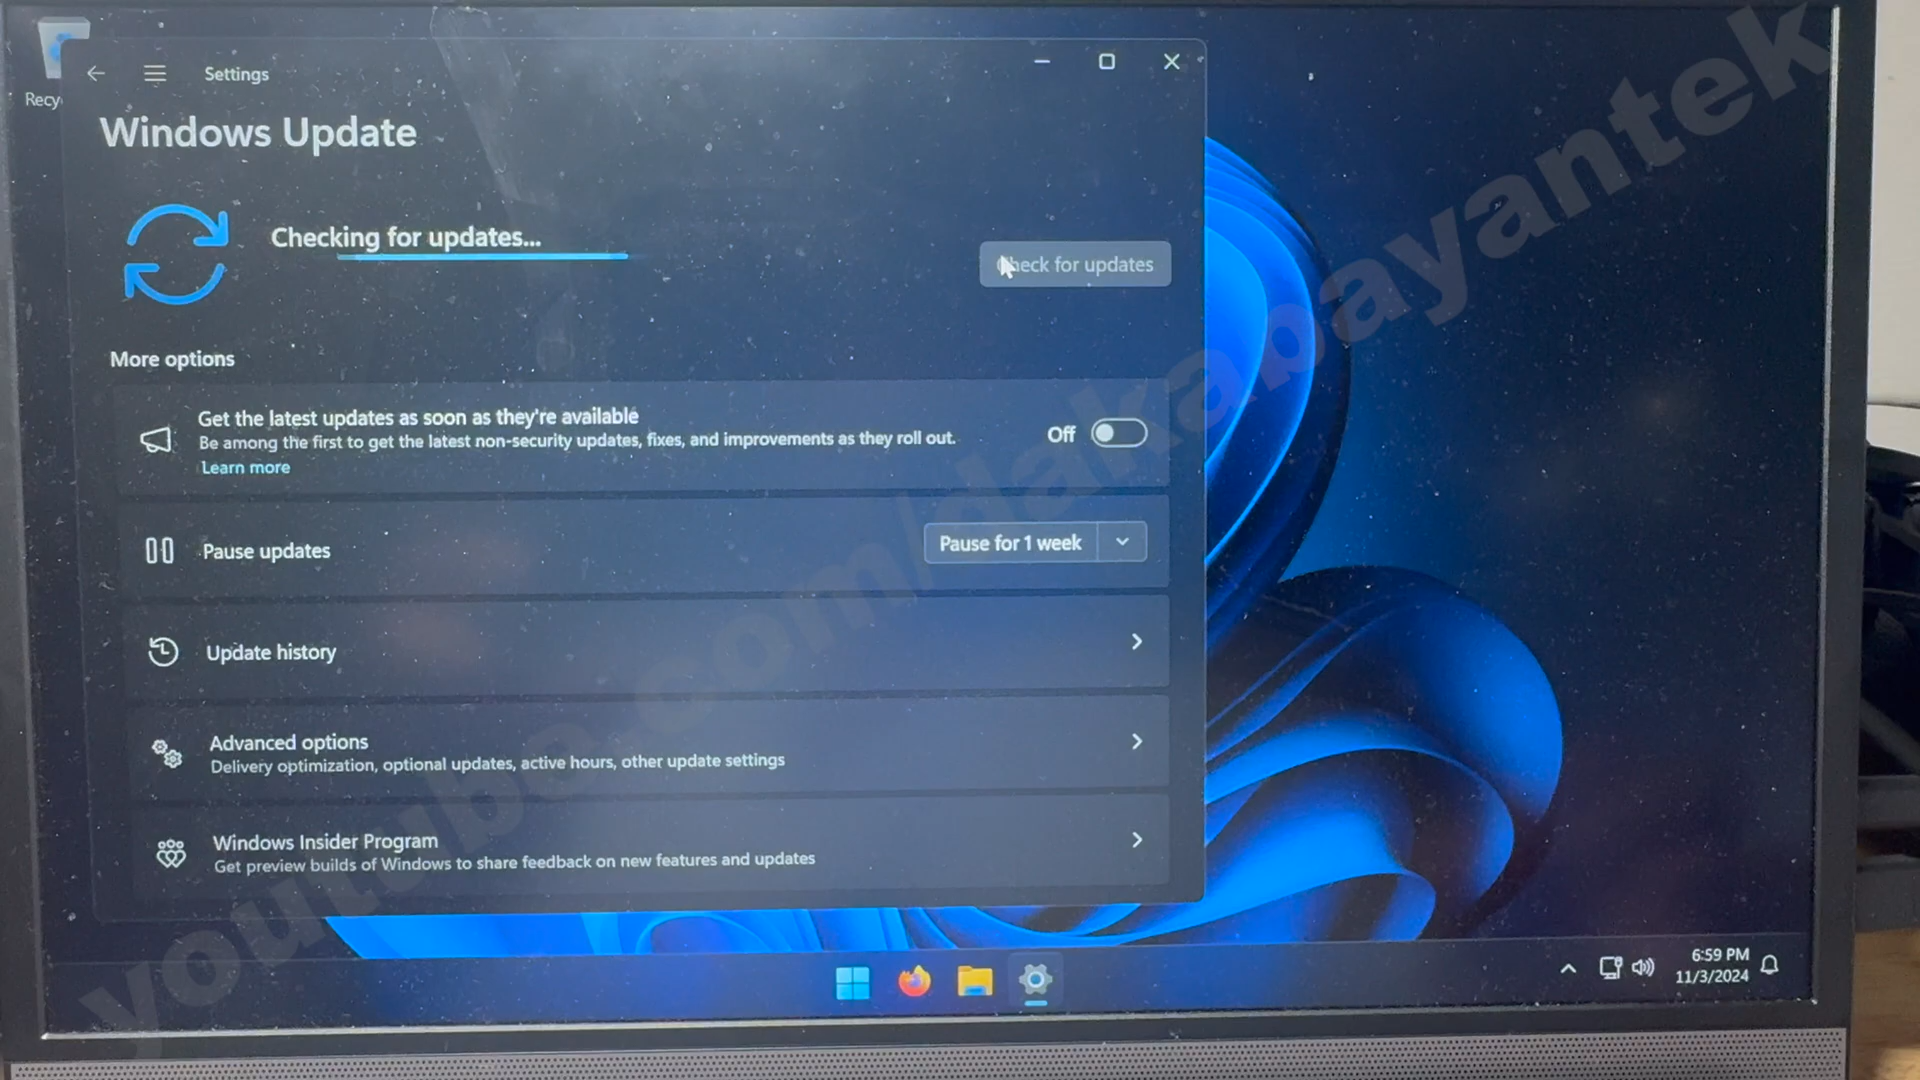 Recy
Settings
Windows Update
Checking for updates...
Check for updates
More options
Get the latest updates as soon as they're available
Be among the first to get the latest non-security updates, fixes, and improvements as they roll out.
Learn more
Off
Pause updates
Pause for 1 week
Update history
Advanced options
Delivery optimization, optional updates, active hours, other update settings
Windows Insider Program
Get preview builds of Windows to share feedback on new features and updates
6:59 PM
11/3/2024
youtube.com/dakabayantek